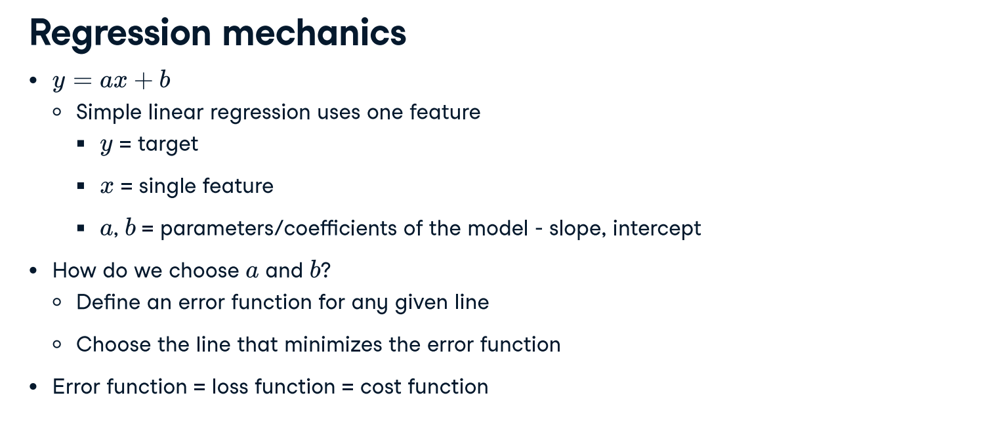 Regression mechanics
• y = ax + b
◦ Simple linear regression uses one feature
▪ y = target
▪ x = single feature
▪ a, b = parameters/coefficients of the model - slope, intercept
• How do we choose a and b?
◦ Define an error function for any given line
◦ Choose the line that minimizes the error function
• Error function = loss function = cost function